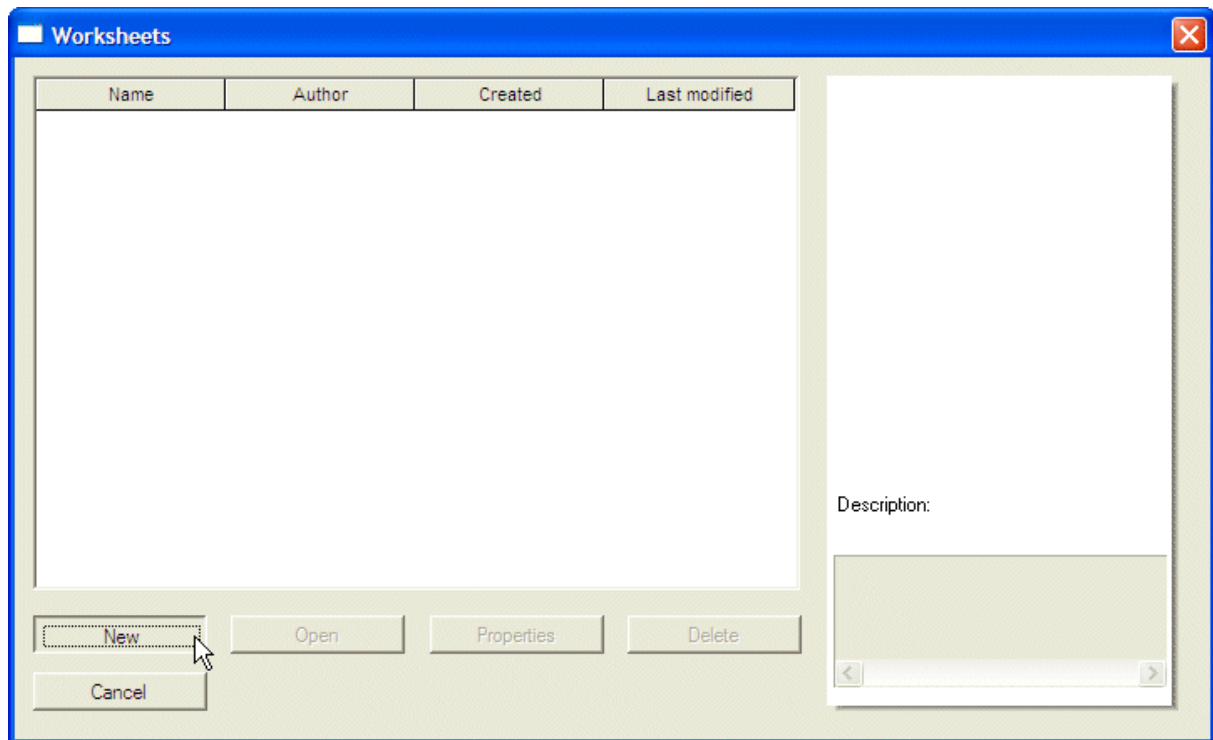 Worksheets
Name Author Created Last modified
Description:
New Open Properties Delete
Cancel